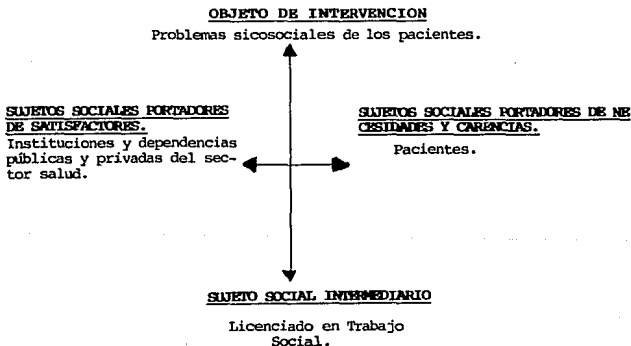 OBJETO DE INTERVENCION
Problemas sicosociales de los pacientes.
SUJETOS SOCIALES PORTADORES
DE SATISFACTORES.
Instituciones y dependencias
públicas y privadas del sec-
tor salud.
SUJETOS SOCIALES PORTADORES DE NE
CESIDADES Y CARENCIAS.
Pacientes.
SUJETO SOCIAL INTERMEDIARIO
Licenciado en Trabajo
Social.